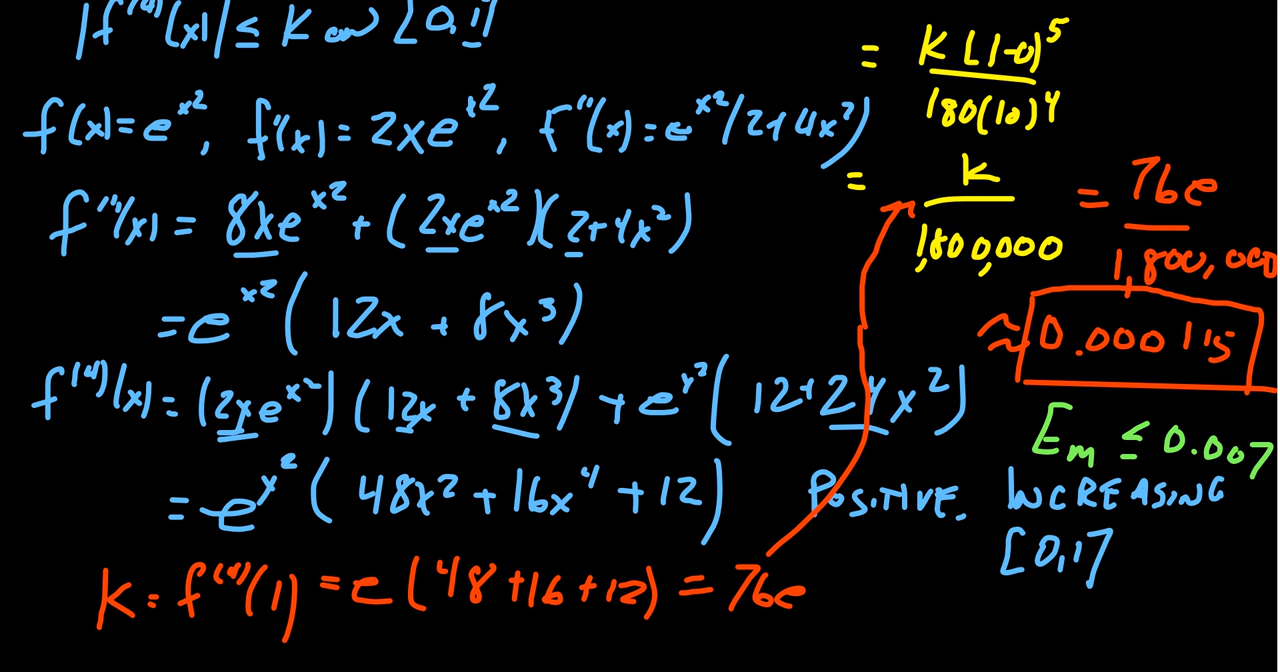 |f⁽⁴⁾(x)| ≤ K on [0,1]
f(x)=e^x², f'(x)=2xe^x², f''(x)=e^x²(2+4x²)
f'''(x) = 8xe^x² + (2xe^x²)(2+4x²)
= e^x² (12x + 8x³)
f⁽⁴⁾(x) = (2xe^x²)(12x + 8x³) + e^x²(12+24x²)
= e^x² (48x² + 16x⁴ + 12) POSITIVE. INCREASING
[0,1]
K = f⁽⁴⁾(1) = e(48+16+12) = 76e
= K(1-0)⁵
180(10)⁴
= K
1,800,000
= 76e
1,800,000
≈ 0.000115
E_m ≤ 0.007